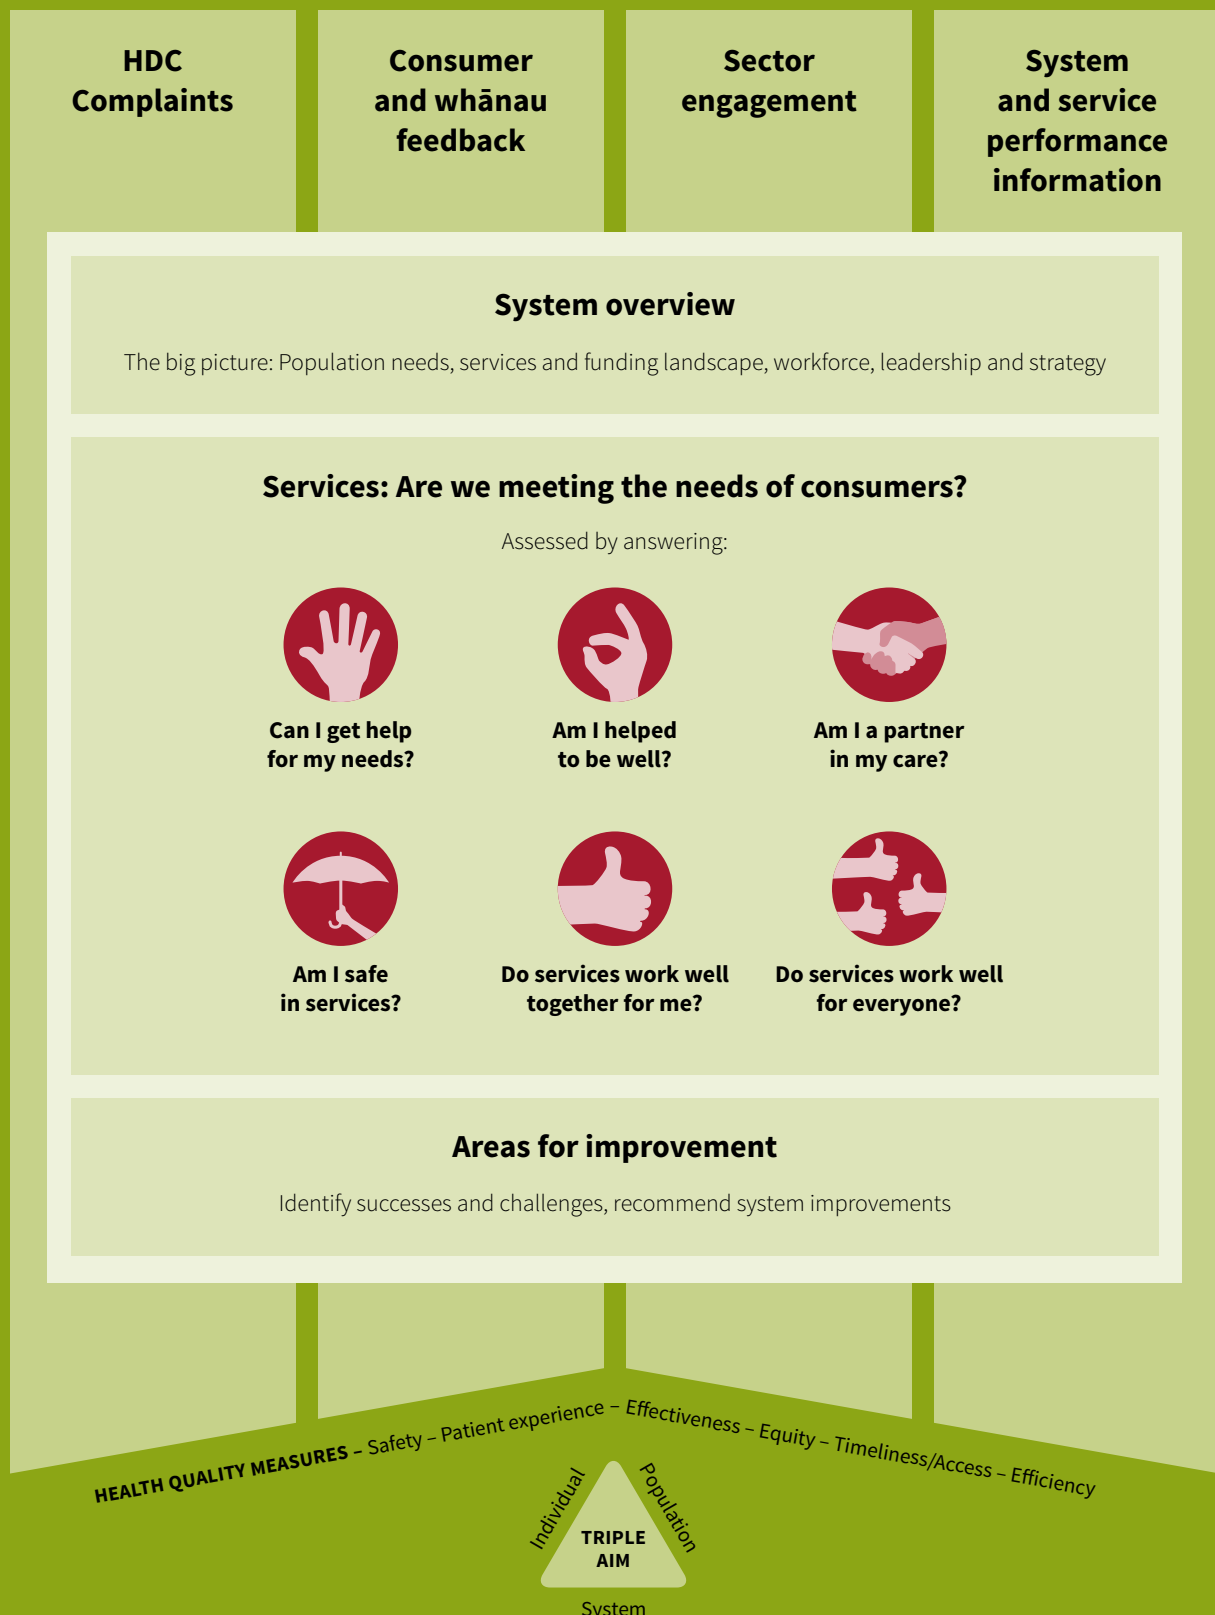 HDC
Complaints
Consumer
and whānau
feedback
Sector
engagement
System
and service
performance
information
System overview
The big picture: Population needs, services and funding landscape, workforce, leadership and strategy
Services: Are we meeting the needs of consumers?
Assessed by answering:
Can I get help
for my needs?
Am I helped
to be well?
Am I a partner
in my care?
Am I safe
in services?
Do services work well
together for me?
Do services work well
for everyone?
Areas for improvement
Identify successes and challenges, recommend system improvements
HEALTH QUALITY MEASURES – Safety – Patient experience – Effectiveness – Equity – Timeliness/Access – Efficiency
Individual
Population
TRIPLE
AIM
System